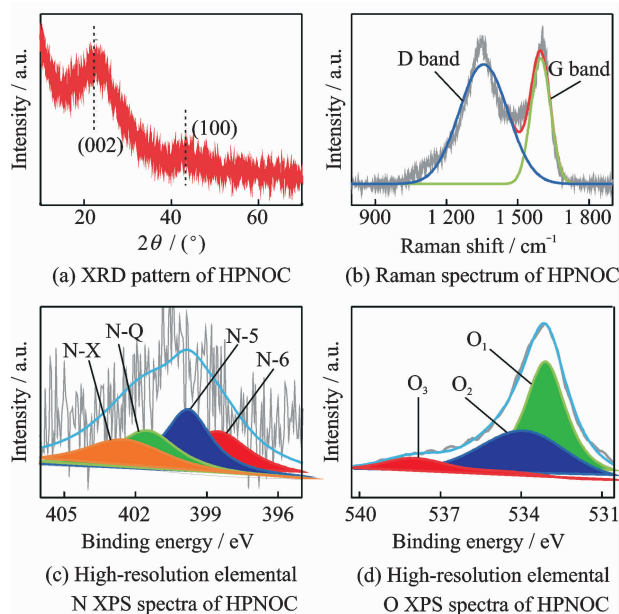 Intensity / a.u.
(002)
(100)
20 40 60
2θ / (°)
(a) XRD pattern of HPNOC
Intensity / a.u.
D band
G band
900 1 200 1 500 1 800
Raman shift / cm⁻¹
(b) Raman spectrum of HPNOC
Intensity / a.u.
N-X
N-Q
N-5
N-6
405 402 399 396
Binding energy / eV
(c) High-resolution elemental
N XPS spectra of HPNOC
Intensity / a.u.
O₁
O₂
O₃
540 537 534 531
Binding energy / eV
(d) High-resolution elemental
O XPS spectra of HPNOC